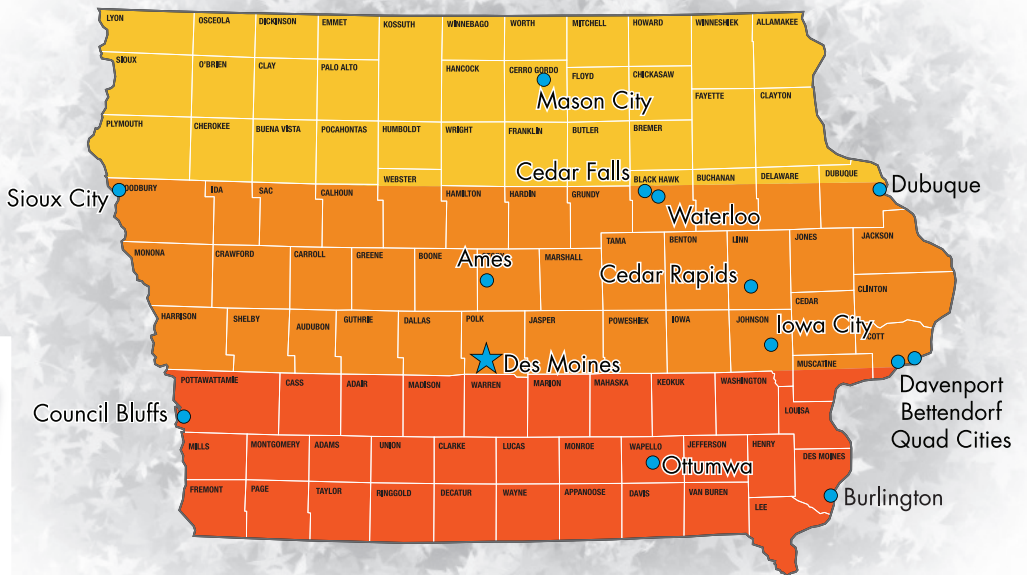 LYON
OSCEOLA
DICKINSON
EMMET
KOSSUTH
WINNEBAGO
WORTH
MITCHELL
HOWARD
WINNESHIEK
ALLAMAKEE
SIOUX
O'BRIEN
CLAY
PALO ALTO
HANCOCK
CERRO GORDO
FLOYD
CHICKASAW
Mason City
FAYETTE
CLAYTON
PLYMOUTH
CHEROKEE
BUENA VISTA
POCAHONTAS
HUMBOLDT
WRIGHT
FRANKLIN
BUTLER
BREMER
Cedar Falls
WEBSTER
BLACK HAWK
BUCHANAN
DELAWARE
DUBUQUE
Dubuque
Sioux City
OODBURY
IDA
SAC
CALHOUN
HAMILTON
HARDIN
GRUNDY
Waterloo
TAMA
BENTON
LINN
JONES
JACKSON
MONONA
CRAWFORD
CARROLL
GREENE
BOONE
Ames
MARSHALL
Cedar Rapids
CLINTON
CEDAR
HARRISON
SHELBY
AUDUBON
GUTHRIE
DALLAS
POLK
JASPER
POWESHIEK
IOWA
JOHNSON
Iowa City
COTT
Des Moines
MUSCATINE
Davenport
Bettendorf
Quad Cities
POTTAWATTAMIE
CASS
ADAIR
MADISON
WARREN
MARION
MAHASKA
KEOKUK
WASHINGTON
LOUISA
Council Bluffs
MILLS
MONTGOMERY
ADAMS
UNION
CLARKE
LUCAS
MONROE
WAPELLO
JEFFERSON
HENRY
DES MOINES
Ottumwa
FREMONT
PAGE
TAYLOR
RINGGOLD
DECATUR
WAYNE
APPANOOSE
DAVIS
VAN BUREN
LEE
Burlington